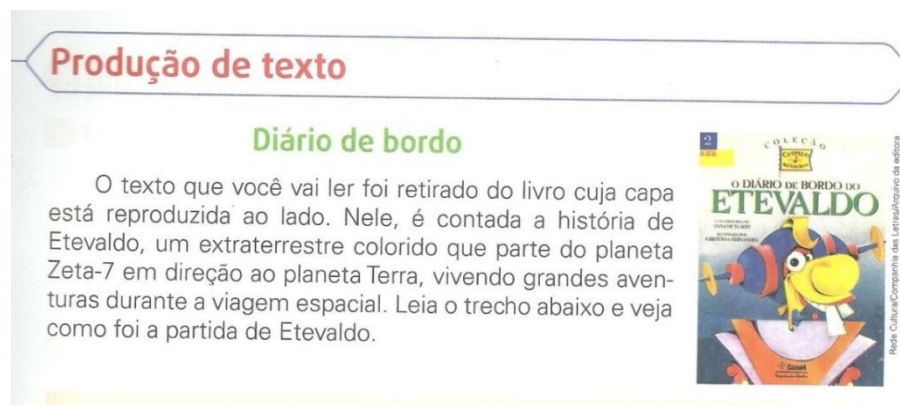 Produção de texto
Diário de bordo
O texto que você vai ler foi retirado do livro cuja capa
está reproduzida ao lado. Nele, é contada a história de
Etevaldo, um extraterrestre colorido que parte do planeta
Zeta-7 em direção ao planeta Terra, vivendo grandes aven-
turas durante a viagem espacial. Leia o trecho abaixo e veja
como foi a partida de Etevaldo.
2
COLEÇÃO
O DIÁRIO DE BORDO DO
ETEVALDO
Rede Cultura/Companhia das Letras/Arquivo da editora